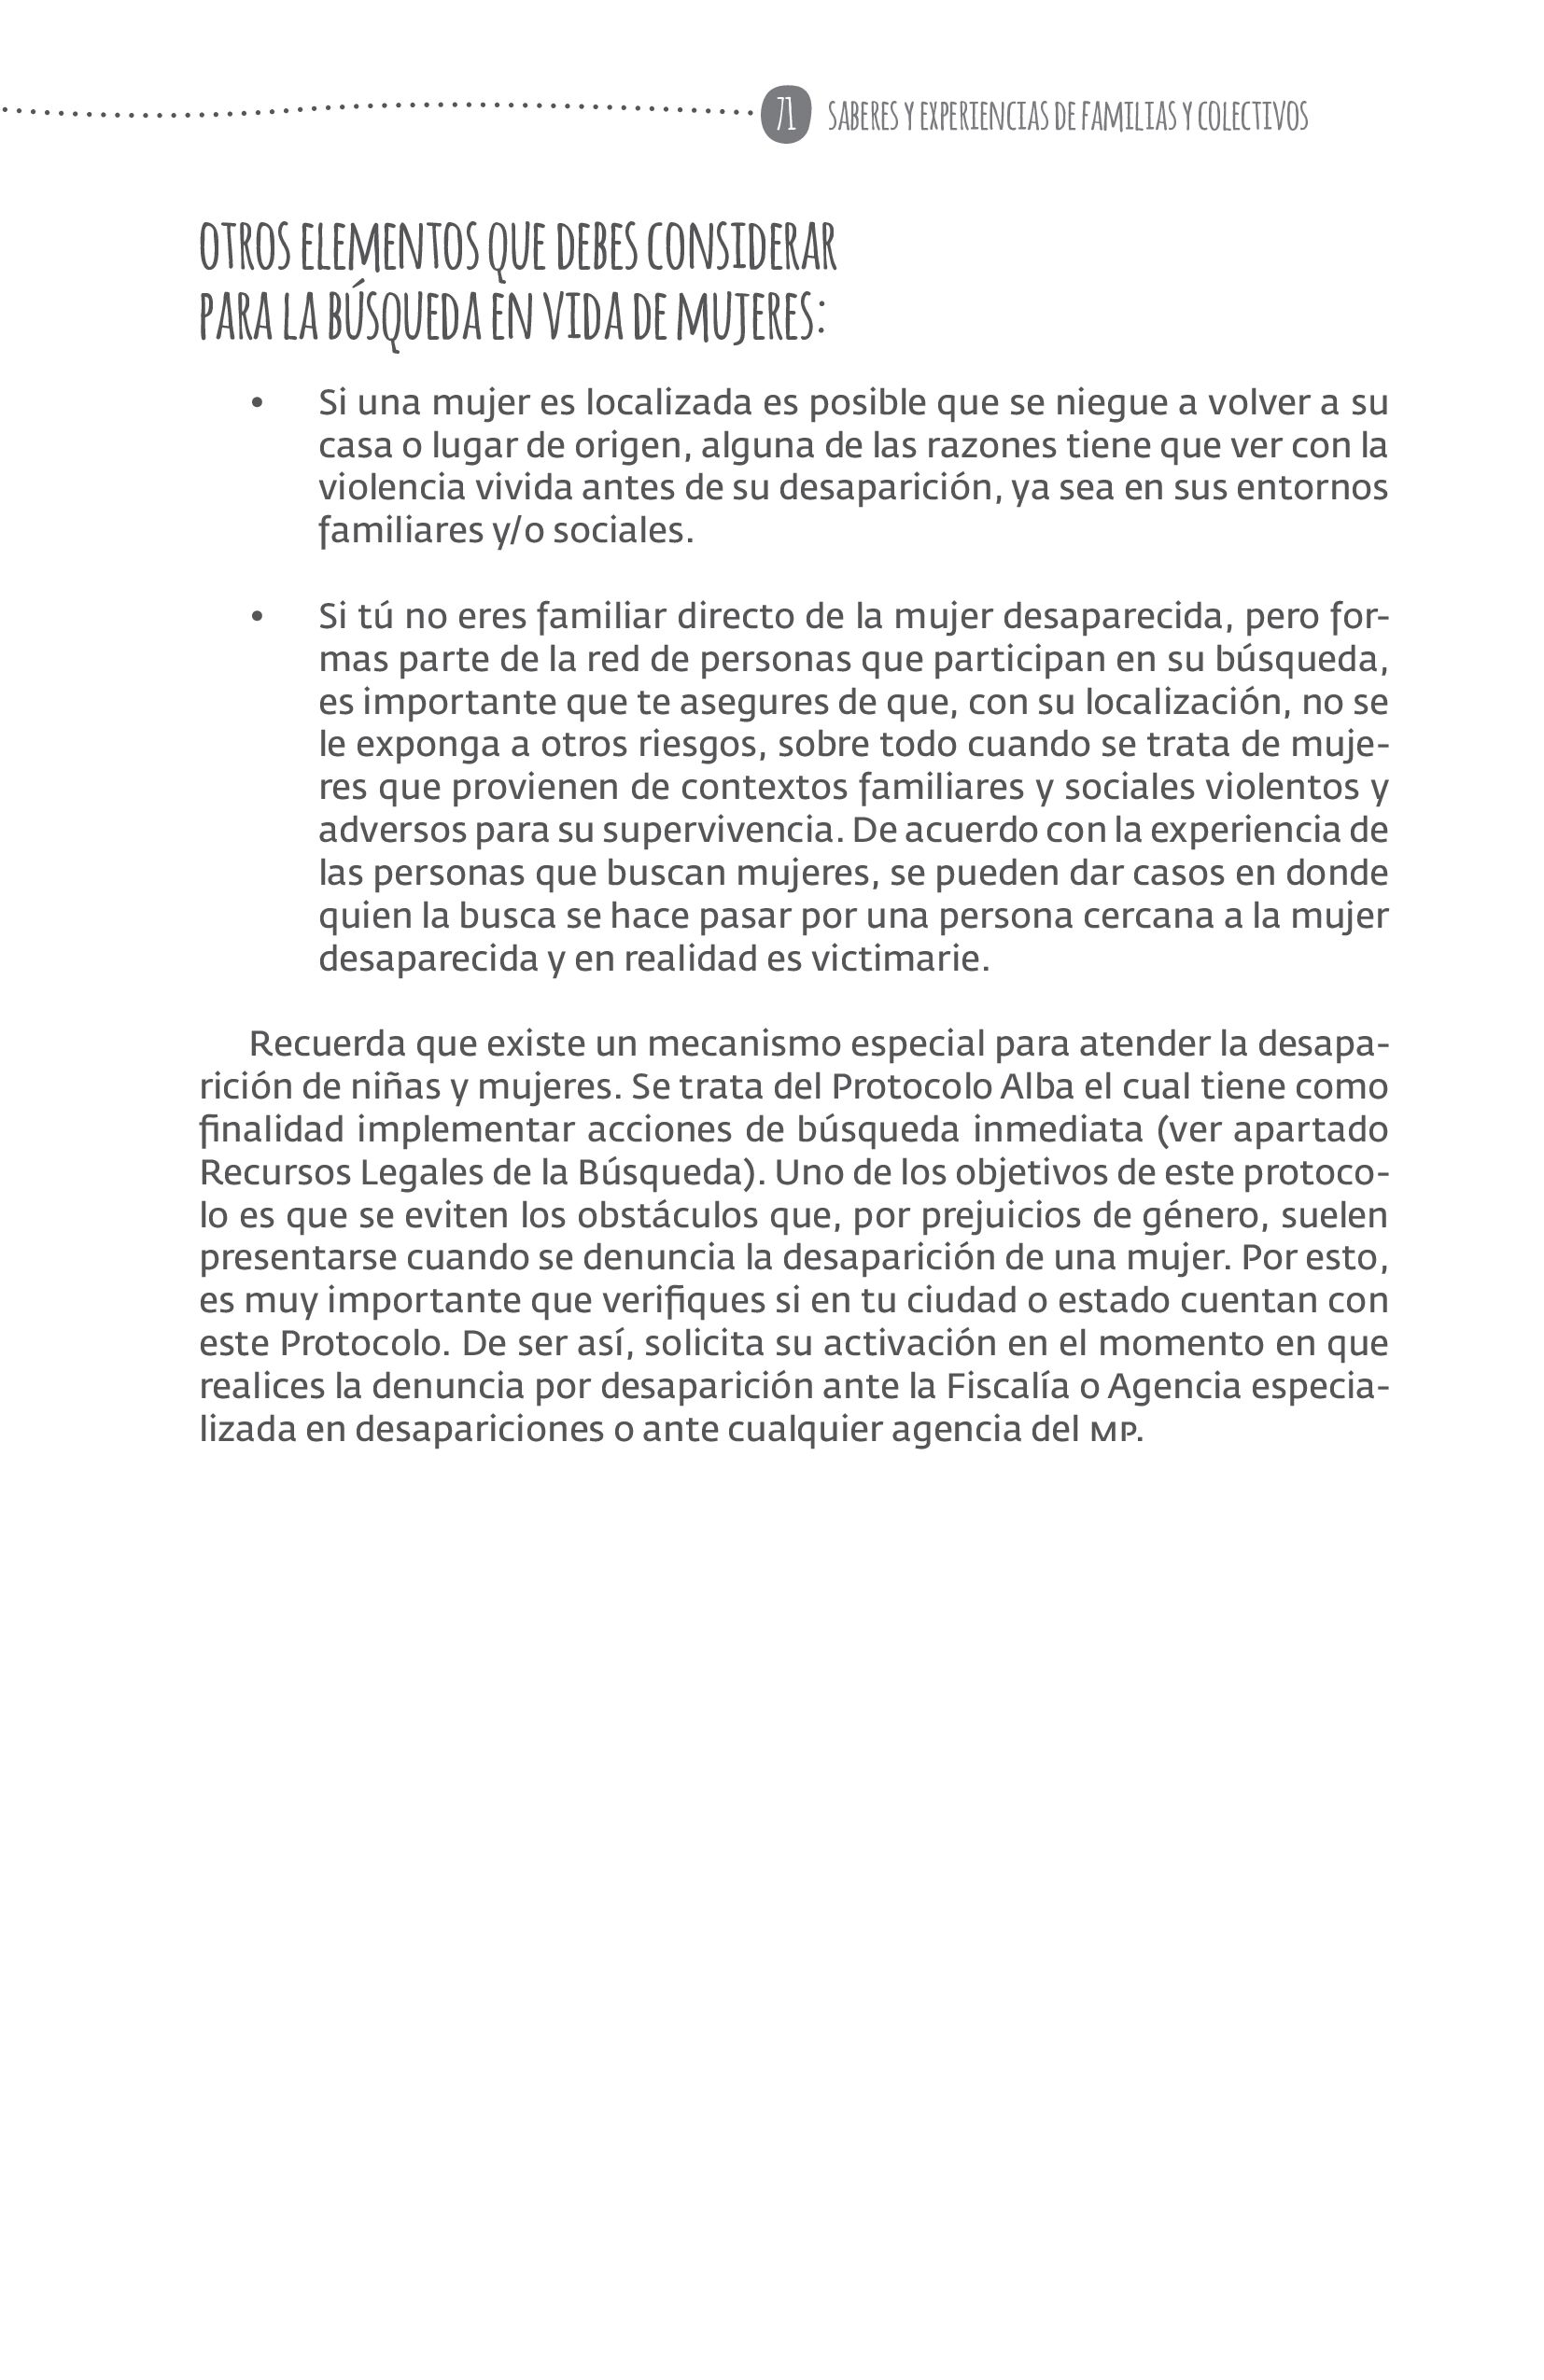 71 SABERES Y EXPERIENCIAS DE FAMILIAS Y COLECTIVOS
OTROS ELEMENTOS QUE DEBES CONSIDERAR
PARA LA BÚSQUEDA EN VIDA DE MUJERES:
• Si una mujer es localizada es posible que se niegue a volver a su
casa o lugar de origen, alguna de las razones tiene que ver con la
violencia vivida antes de su desaparición, ya sea en sus entornos
familiares y/o sociales.
• Si tú no eres familiar directo de la mujer desaparecida, pero for-
mas parte de la red de personas que participan en su búsqueda,
es importante que te asegures de que, con su localización, no se
le exponga a otros riesgos, sobre todo cuando se trata de muje-
res que provienen de contextos familiares y sociales violentos y
adversos para su supervivencia. De acuerdo con la experiencia de
las personas que buscan mujeres, se pueden dar casos en donde
quien la busca se hace pasar por una persona cercana a la mujer
desaparecida y en realidad es victimarie.
Recuerda que existe un mecanismo especial para atender la desapa-
rición de niñas y mujeres. Se trata del Protocolo Alba el cual tiene como
finalidad implementar acciones de búsqueda inmediata (ver apartado
Recursos Legales de la Búsqueda). Uno de los objetivos de este protoco-
lo es que se eviten los obstáculos que, por prejuicios de género, suelen
presentarse cuando se denuncia la desaparición de una mujer. Por esto,
es muy importante que verifiques si en tu ciudad o estado cuentan con
este Protocolo. De ser así, solicita su activación en el momento en que
realices la denuncia por desaparición ante la Fiscalía o Agencia especia-
lizada en desapariciones o ante cualquier agencia del MP.